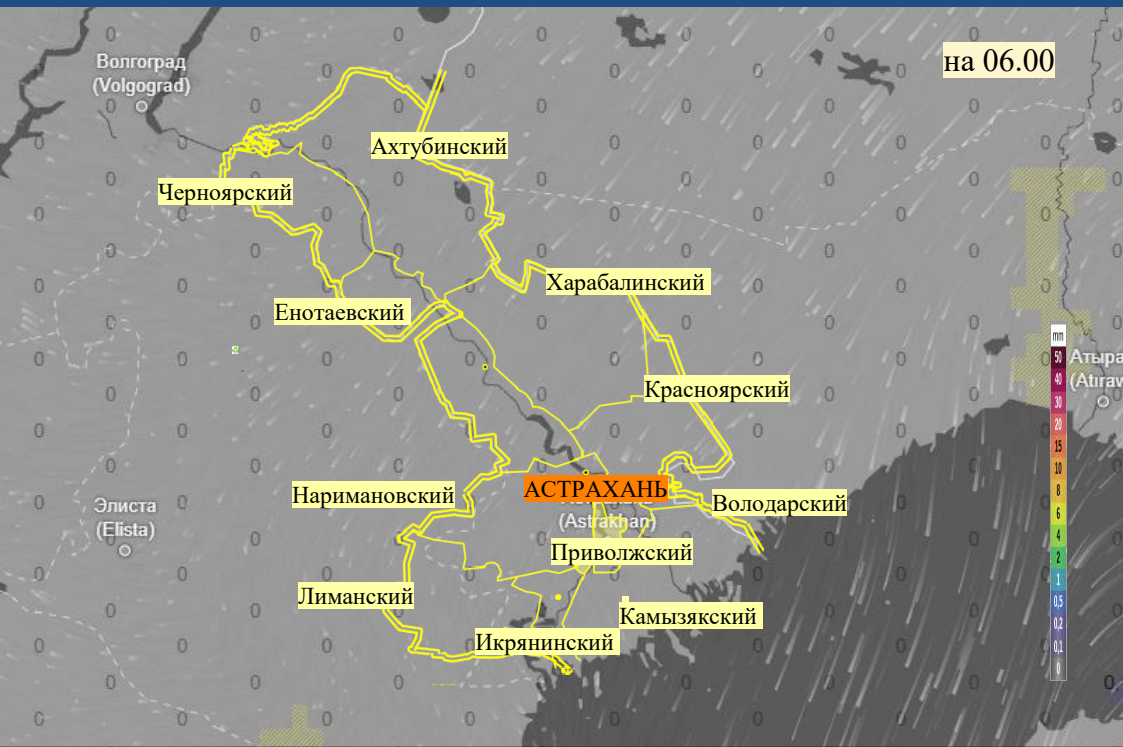 на 06.00
Волгоград
(Volgograd)
Ахтубинский
Черноярский
Харабалинский
Енотаевский
mm
50
40
30
20
15
10
8
6
4
2
1
0,5
0,2
0,1
0
Атыра
(Atıraw
Красноярский
Наримановский
АСТРАХАНЬ
(Astrakhan)
Володарский
Элиста
(Elista)
Приволжский
Лиманский
Камызякский
Икрянинский